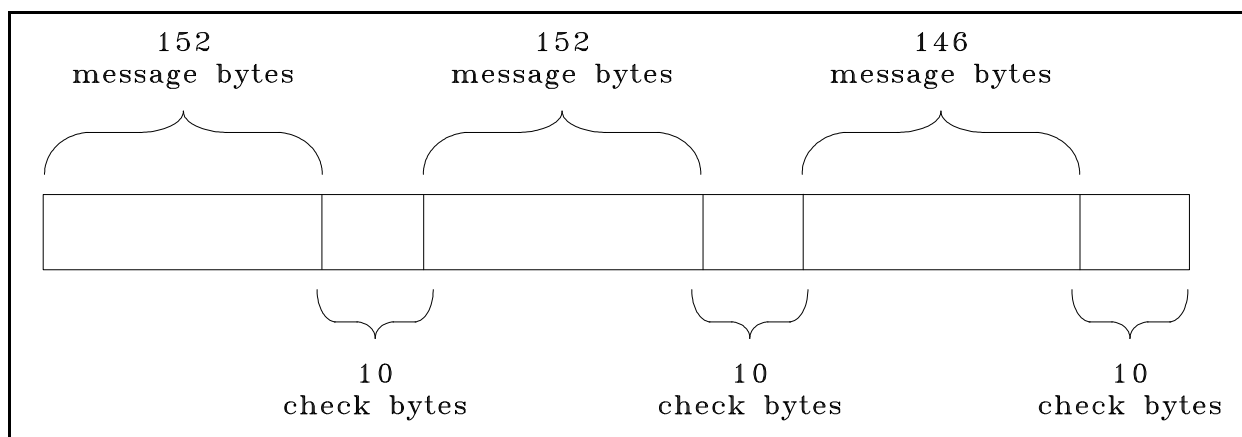 152
message bytes
152
message bytes
146
message bytes
10
check bytes
10
check bytes
10
check bytes